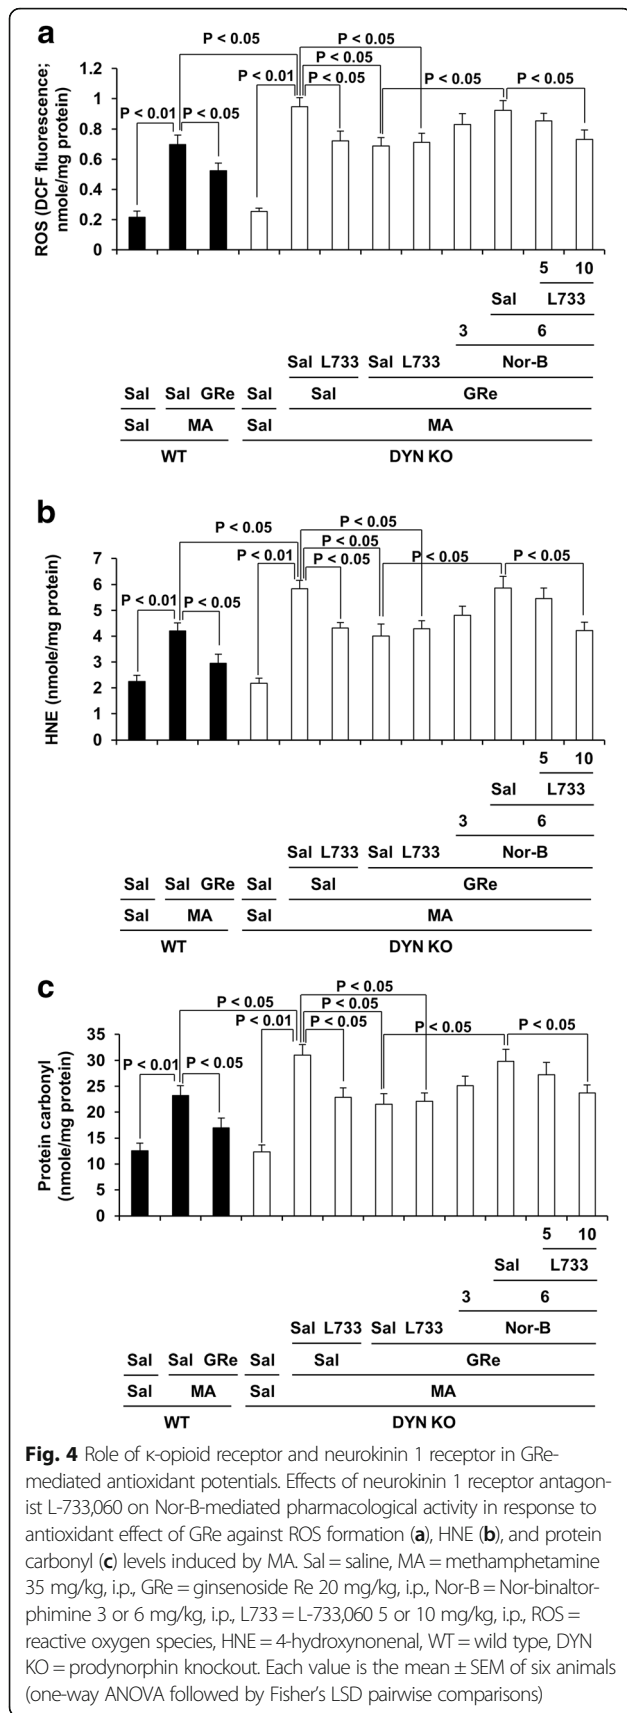 a
P < 0.05
P < 0.05
P < 0.05
P < 0.01
P < 0.05
P < 0.05
P < 0.05
P < 0.01
P < 0.05
ROS (DCF fluorescence;
nmole/mg protein)
1.2
1
0.8
0.6
0.4
0.2
0
5 10
Sal L733
3 6
Sal L733 Sal L733 Nor-B
Sal Sal GRe Sal Sal GRe
Sal MA Sal MA
WT DYN KO
b
P < 0.05
P < 0.05
P < 0.05
P < 0.01
P < 0.05
P < 0.05
P < 0.05
P < 0.01
P < 0.05
HNE (nmole/mg protein)
7
6
5
4
3
2
1
0
5 10
Sal L733
3 6
Sal L733 Sal L733 Nor-B
Sal Sal GRe Sal Sal GRe
Sal MA Sal MA
WT DYN KO
c
P < 0.05
P < 0.05
P < 0.05
P < 0.01
P < 0.05
P < 0.05
P < 0.05
P < 0.01
P < 0.05
Protein carbonyl
(nmole/mg protein)
35
30
25
20
15
10
5
0
5 10
Sal L733
3 6
Sal L733 Sal L733 Nor-B
Sal Sal GRe Sal Sal GRe
Sal MA Sal MA
WT DYN KO
Fig. 4 Role of κ-opioid receptor and neurokinin 1 receptor in GRe-
mediated antioxidant potentials. Effects of neurokinin 1 receptor antagon-
ist L-733,060 on Nor-B-mediated pharmacological activity in response to
antioxidant effect of GRe against ROS formation (a), HNE (b), and protein
carbonyl (c) levels induced by MA. Sal = saline, MA = methamphetamine
35 mg/kg, i.p., GRe = ginsenoside Re 20 mg/kg, i.p., Nor-B = Nor-binaltor-
phimine 3 or 6 mg/kg, i.p., L733 = L-733,060 5 or 10 mg/kg, i.p., ROS =
reactive oxygen species, HNE = 4-hydroxynonenal, WT = wild type, DYN
KO = prodynorphin knockout. Each value is the mean ± SEM of six animals
(one-way ANOVA followed by Fisher's LSD pairwise comparisons)